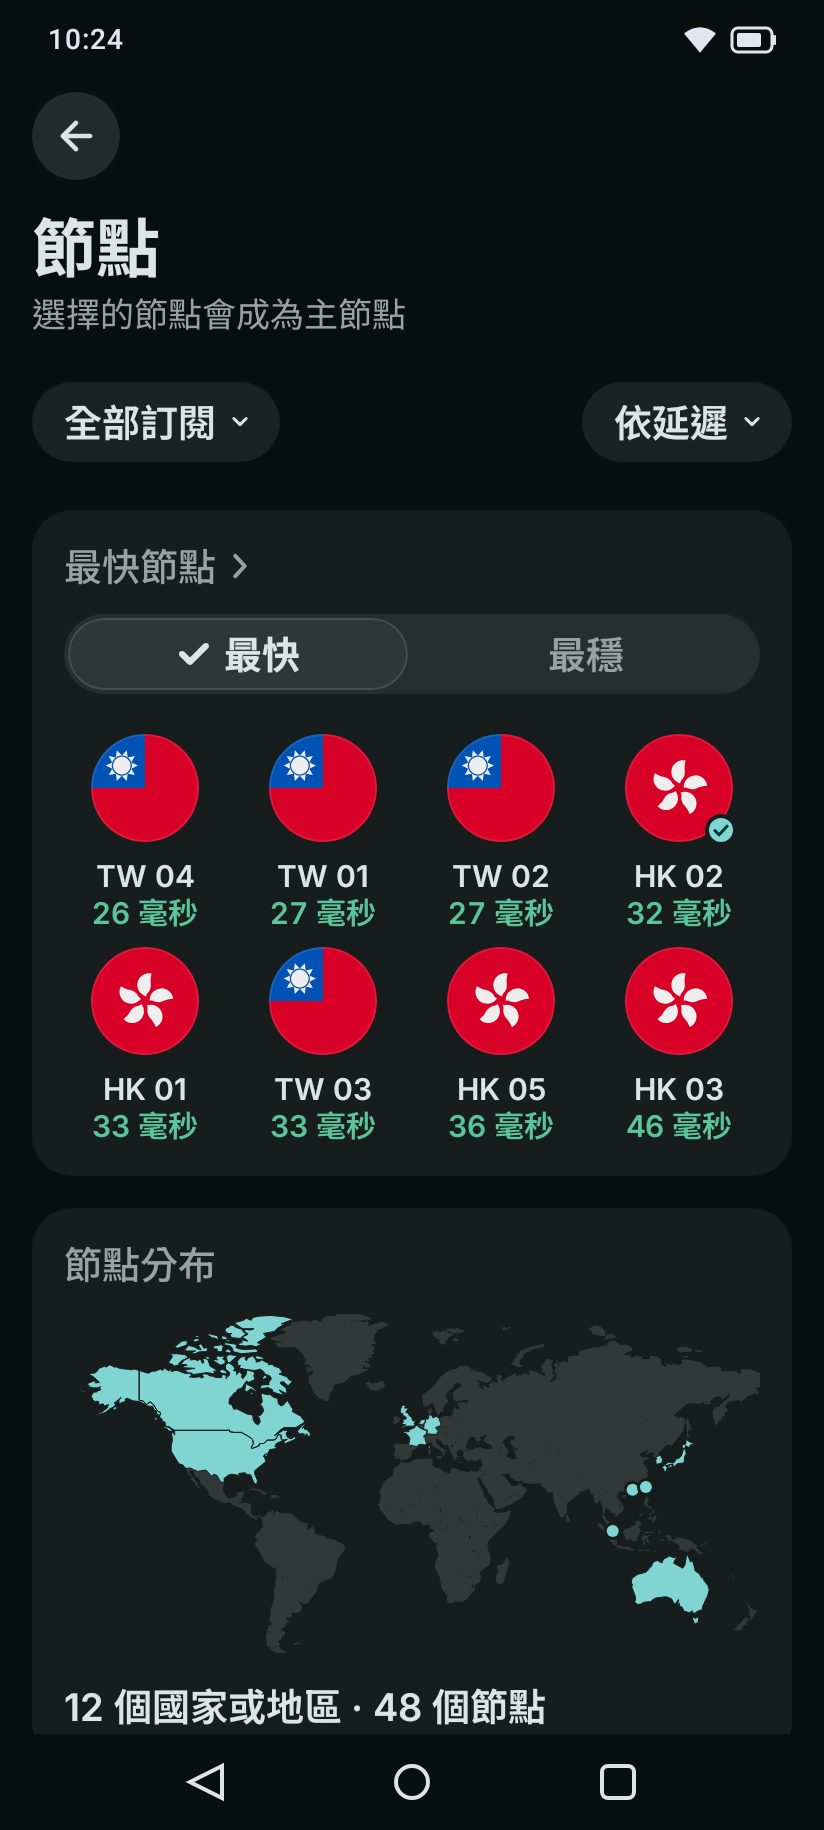 10:24
節點
選擇的節點會成為主節點
全部訂閱
依延遲
最快節點
最快
最穩
TW 04
26 毫秒
TW 01
27 毫秒
TW 02
27 毫秒
HK 02
32 毫秒
HK 01
33 毫秒
TW 03
33 毫秒
HK 05
36 毫秒
HK 03
46 毫秒
節點分布
12 個國家或地區 · 48 個節點